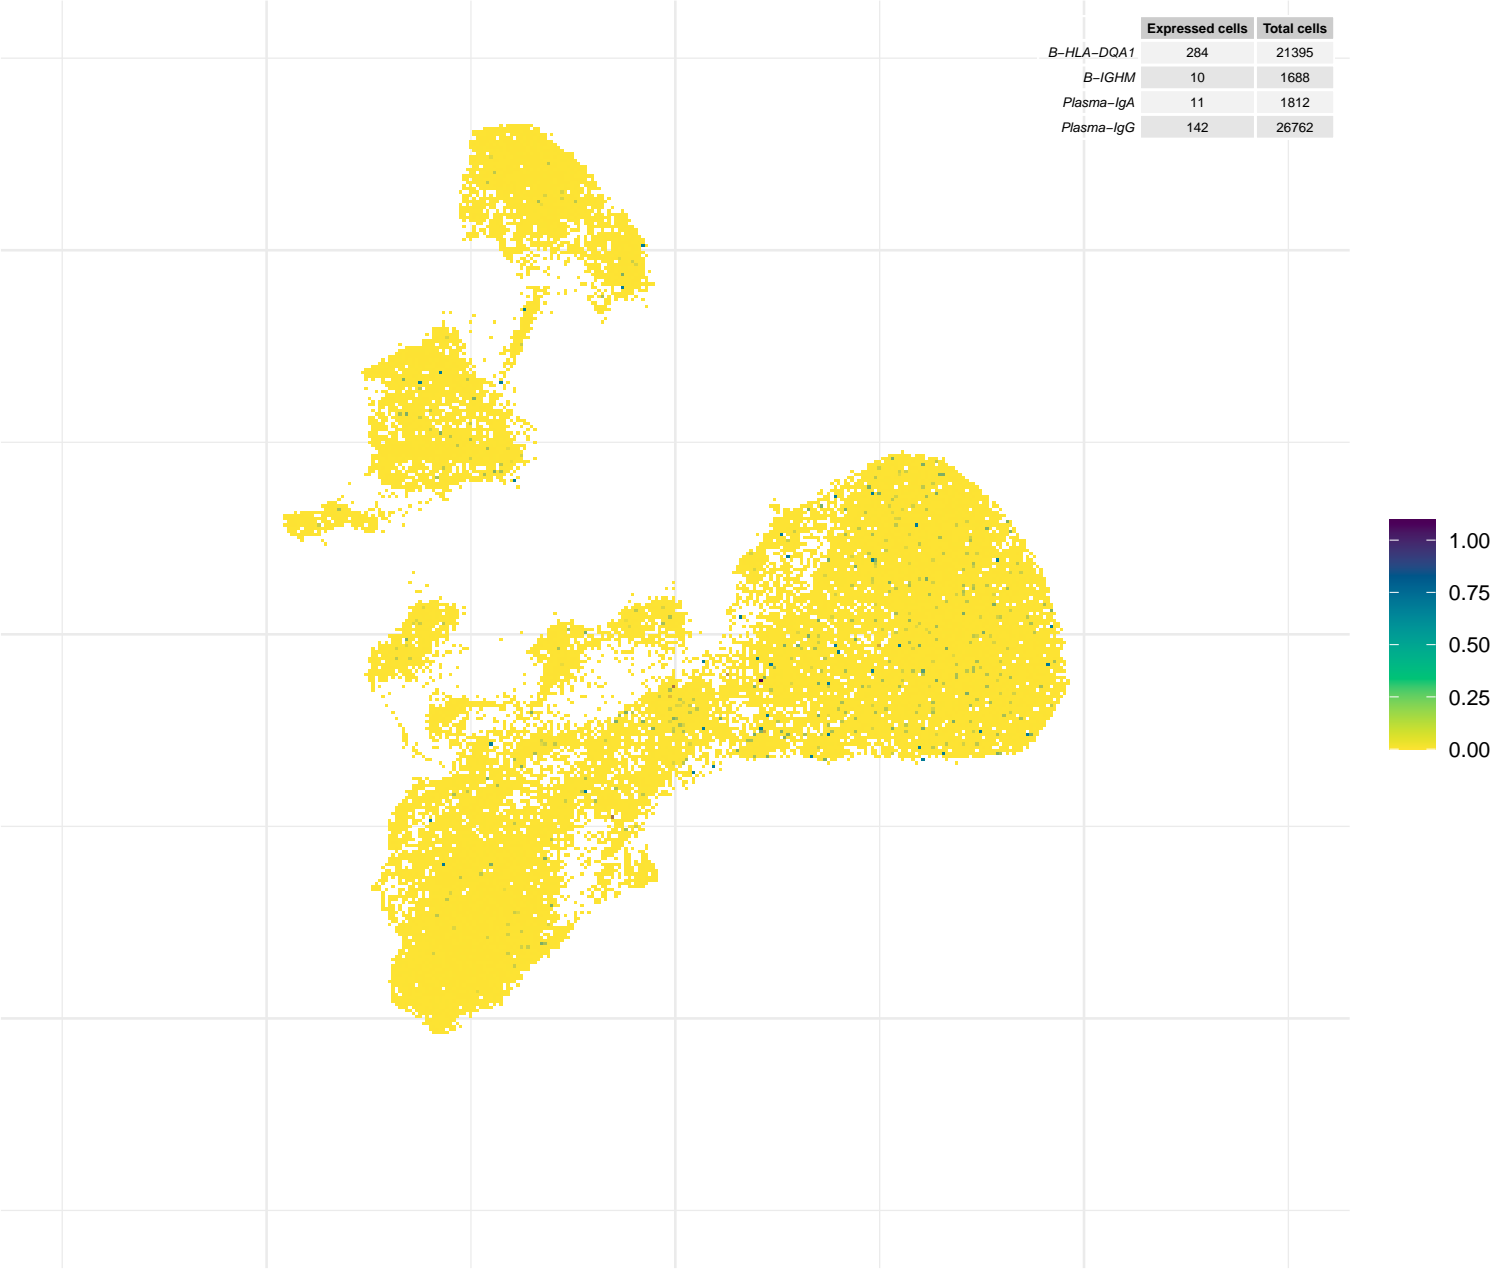 Expressed cells Total cells
B−HLA−DQA1 284 21395
B−IGHM 10 1688
Plasma−IgA 11 1812
Plasma−IgG 142 26762
1.00
0.75
0.50
0.25
0.00